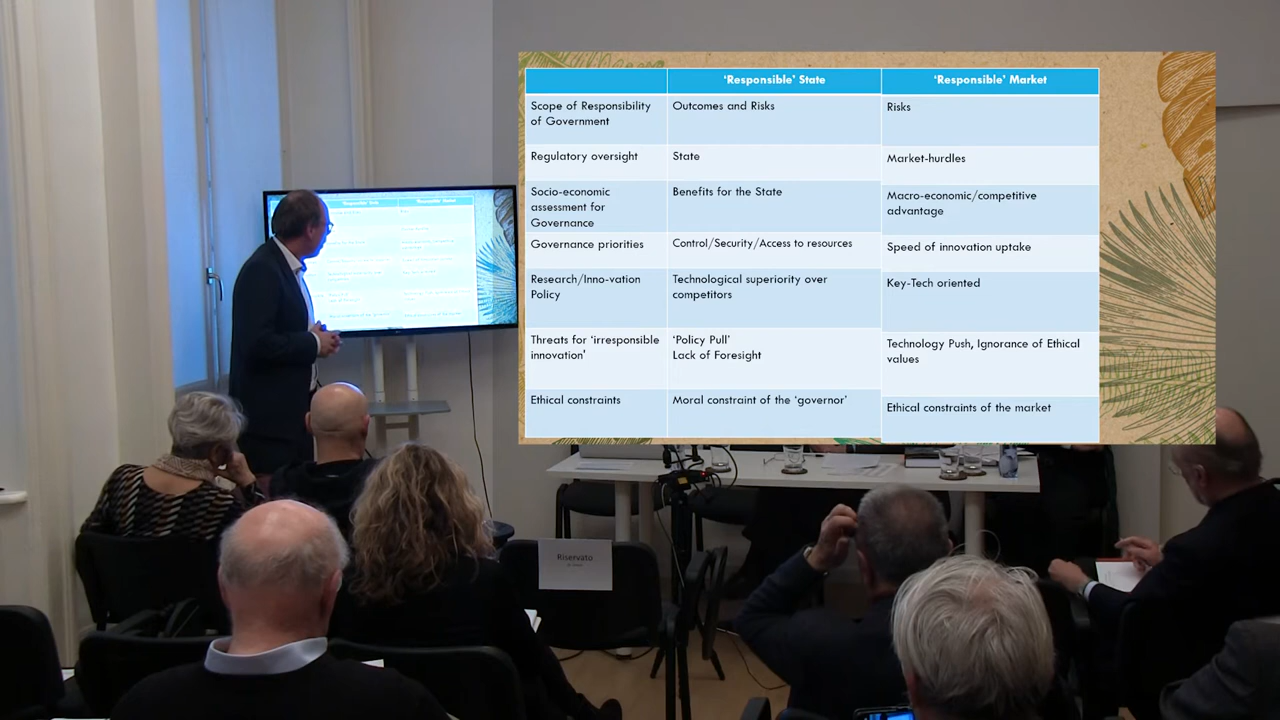 ‘Responsible’ State
‘Responsible’ Market
Scope of Responsibility
of Government
Outcomes and Risks
Risks
Regulatory oversight
State
Market-hurdles
Socio-economic
assessment for
Governance
Benefits for the State
Macro-economic/competitive
advantage
Governance priorities
Control/Security/Access to resources
Speed of innovation uptake
Research/Inno-vation
Policy
Technological superiority over
competitors
Key-Tech oriented
Threats for ‘irresponsible
innovation’
‘Policy Pull’
Lack of Foresight
Technology Push, Ignorance of Ethical
values
Ethical constraints
Moral constraint of the ‘governor’
Ethical constraints of the market
Riservato